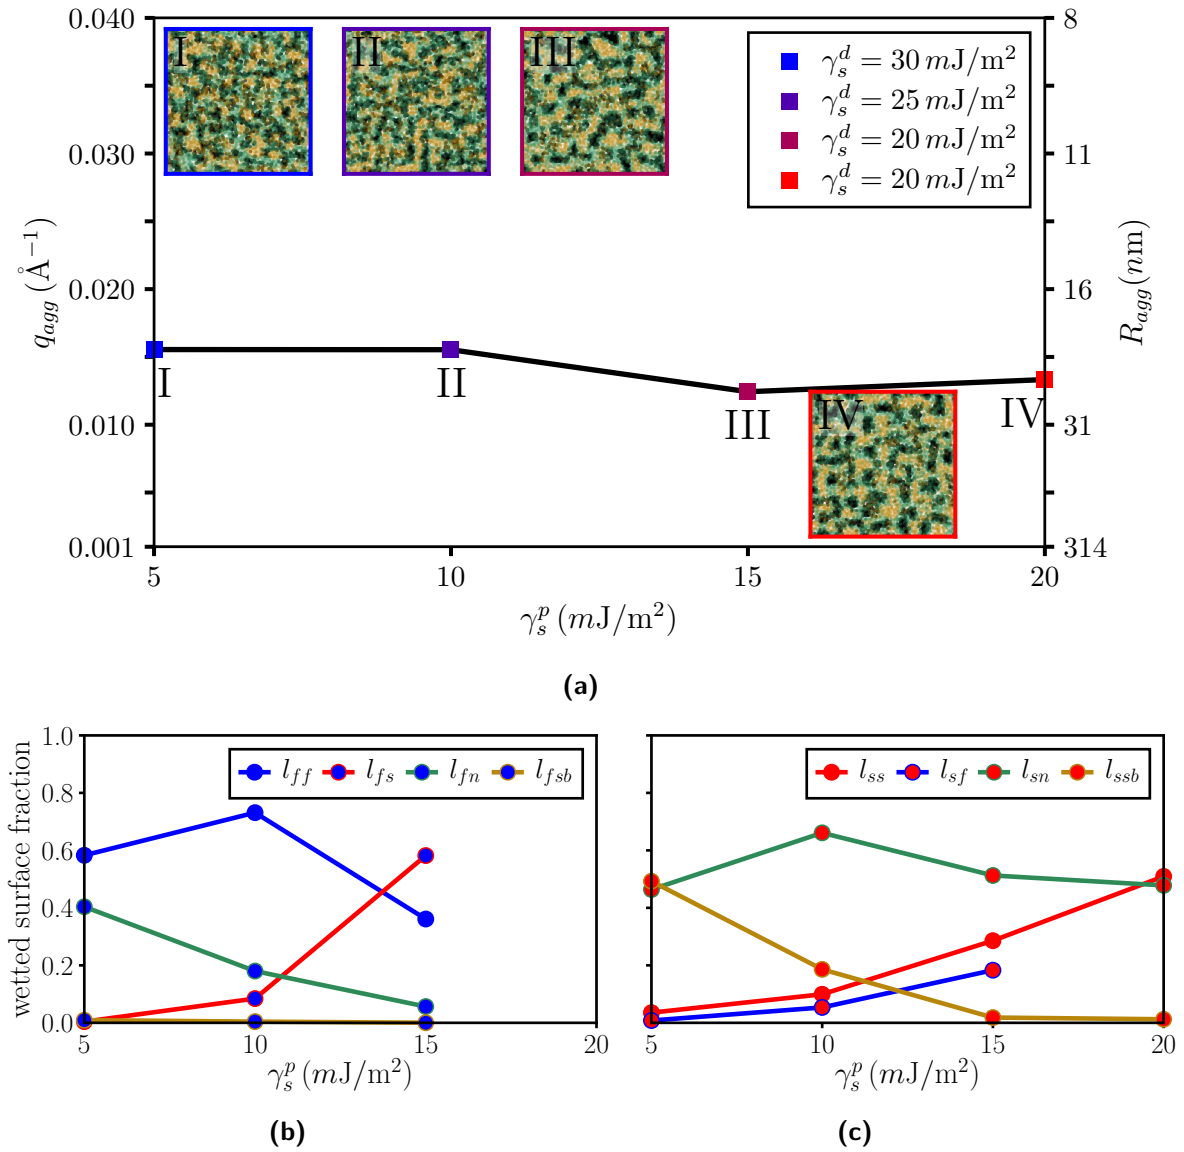 0.040
0.030
0.020
0.010
0.001
q_agg (Å⁻¹)
I
II
III
γ_s^d = 30 mJ/m²
γ_s^d = 25 mJ/m²
γ_s^d = 20 mJ/m²
γ_s^d = 20 mJ/m²
8
11
16
31
314
R_agg(nm)
I
II
III
IV
IV
5
10
15
20
γ_s^p (mJ/m²)
(a)
wetted surface fraction
1.0
0.8
0.6
0.4
0.2
0.0
l_ff l_fs l_fn l_fsb
5 10 15 20
γ_s^p (mJ/m²)
(b)
l_ss l_sf l_sn l_ssb
5 10 15 20
γ_s^p (mJ/m²)
(c)